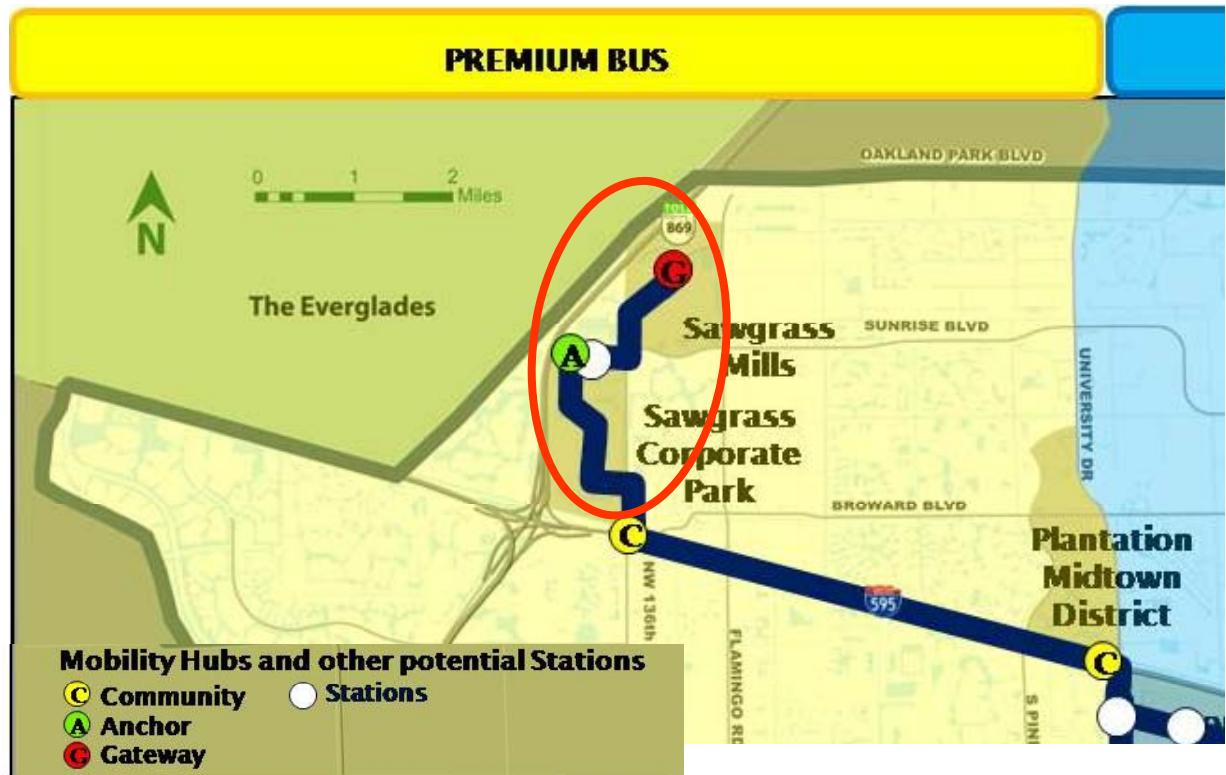 PREMIUM BUS
OAKLAND PARK BLVD
0 1 2
Miles
N
TOLL
869
G
The Everglades
SUNRISE BLVD
Sawgrass
Mills
A
UNIVERSITY DR
Sawgrass
Corporate
Park
BROWARD BLVD
C
Plantation
Midtown
District
NW 136th
595
FLAMINGO RD
C
S PIN
Mobility Hubs and other potential Stations
C Community
Stations
A Anchor
G Gateway